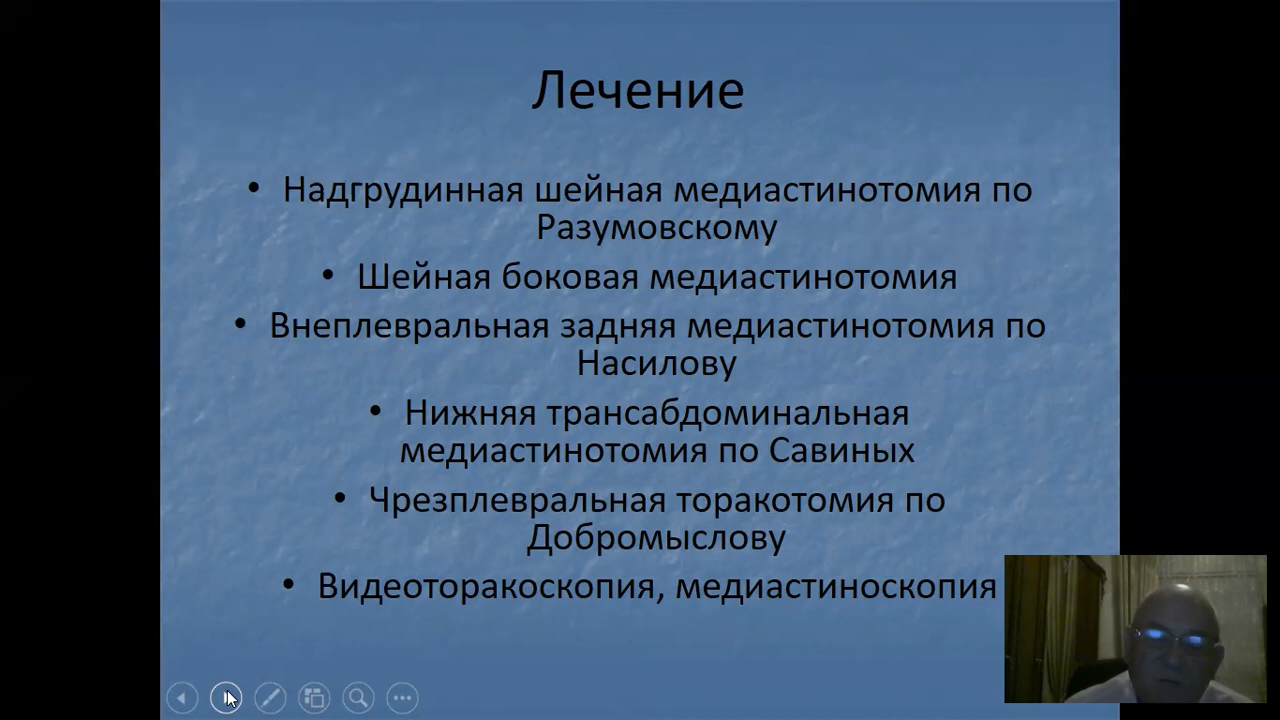 Лечение
• Надгрудинная шейная медиастинотомия по
Разумовскому
• Шейная боковая медиастинотомия
• Внеплевральная задняя медиастинотомия по
Насилову
• Нижняя трансабдоминальная
медиастинотомия по Савиных
• Чрезплевральная торакотомия по
Добромыслову
• Видеоторакоскопия, медиастиноскопия